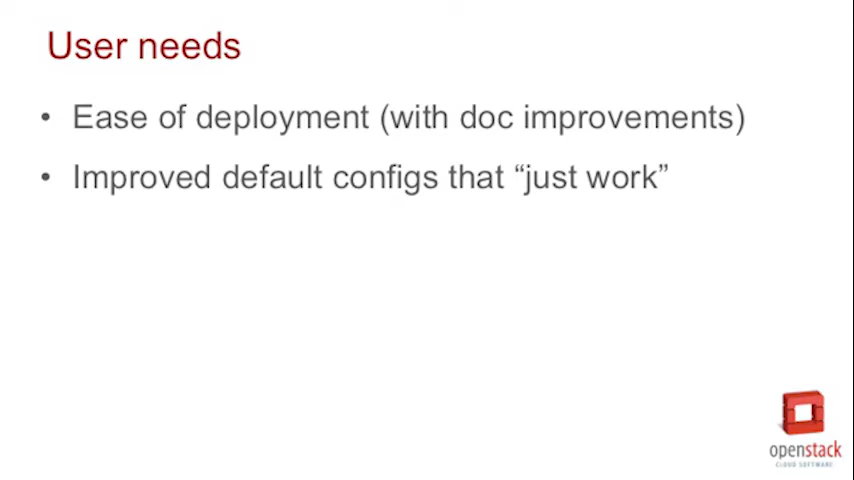 User needs
• Ease of deployment (with doc improvements)
• Improved default configs that “just work”
openstack
CLOUD SOFTWARE